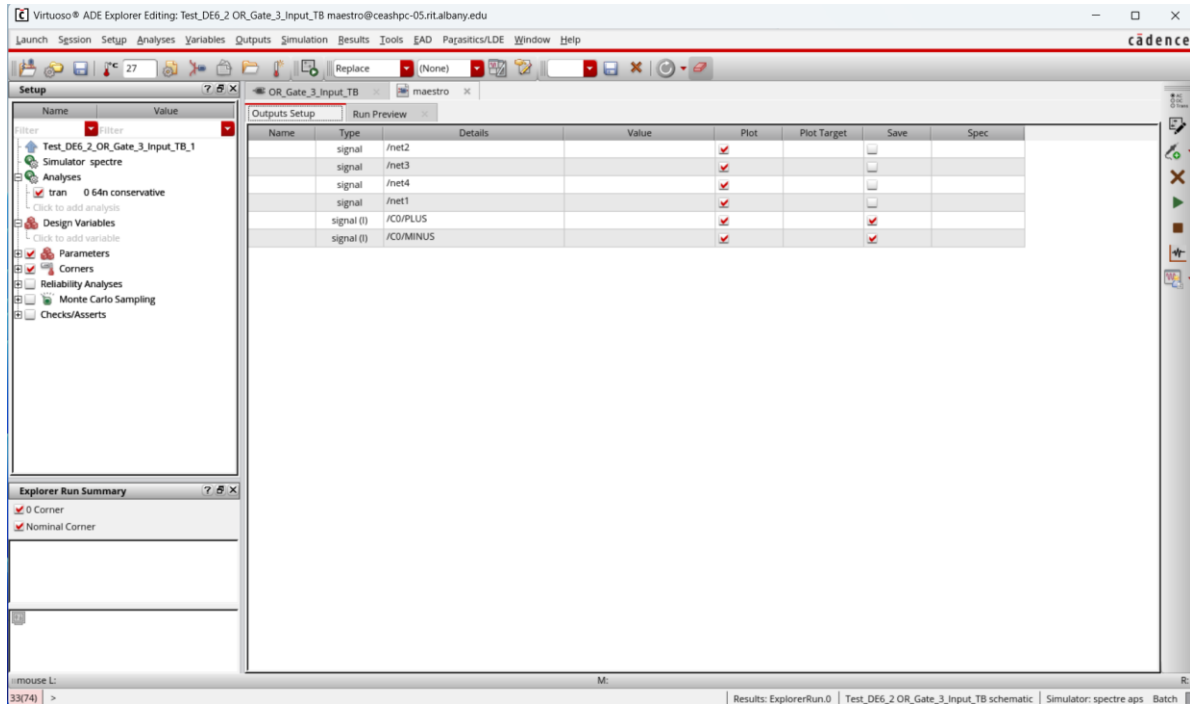 Virtuoso® ADE Explorer Editing: Test_DE6_2 OR_Gate_3_Input_TB maestro@ceashpc-05.rit.albany.edu
Launch Session Setup Analyses Variables Outputs Simulation Results Tools EAD Parasitics/LDE Window Help
cādence
27 Replace (None)
Setup
OR_Gate_3_Input_TB maestro
Name Value
Filter Filter
Test_DE6_2_OR_Gate_3_Input_TB_1
Simulator spectre
Analyses
tran 0 64n conservative
Click to add analysis
Design Variables
Click to add variable
Parameters
Corners
Reliability Analyses
Monte Carlo Sampling
Checks/Asserts
Outputs Setup Run Preview
Name Type Details Value Plot Plot Target Save Spec
signal /net2
signal /net3
signal /net4
signal /net1
signal (I) /C0/PLUS
signal (I) /C0/MINUS
Explorer Run Summary
0 Corner
Nominal Corner
mouse L: M: R:
33(74) >
Results: ExplorerRun.0 Test_DE6_2 OR_Gate_3_Input_TB schematic Simulator: spectre aps Batch